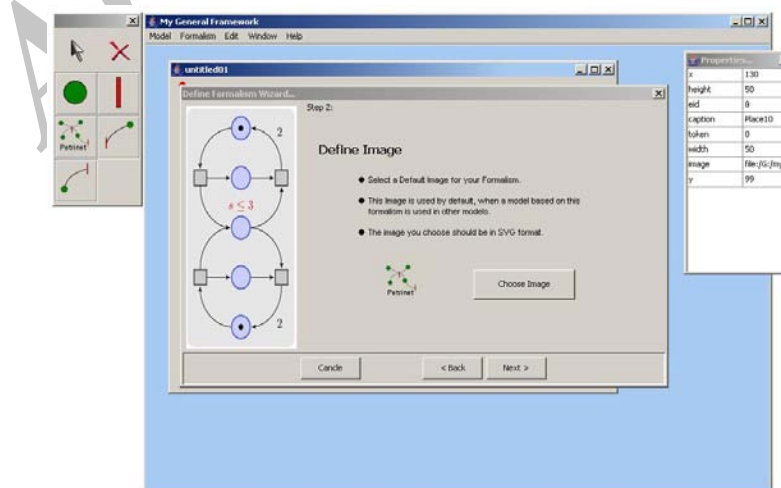 My General Framework
Model Formalism Edit Window Help
untitled01
Properties...
x 130
height 50
eid 8
caption Place10
token 0
width 50
image
y 99
Petrinet
Define Formalism Wizard...
Step 2:
Define Image
Select a Default Image for your Formalism.
This Image is used by default, when a model based on this
formalism is used in other models.
The image you choose should be in SVG format.
2
s ≤ 3
2
Petrinet
Choose Image
Cancle
< Back
Next >